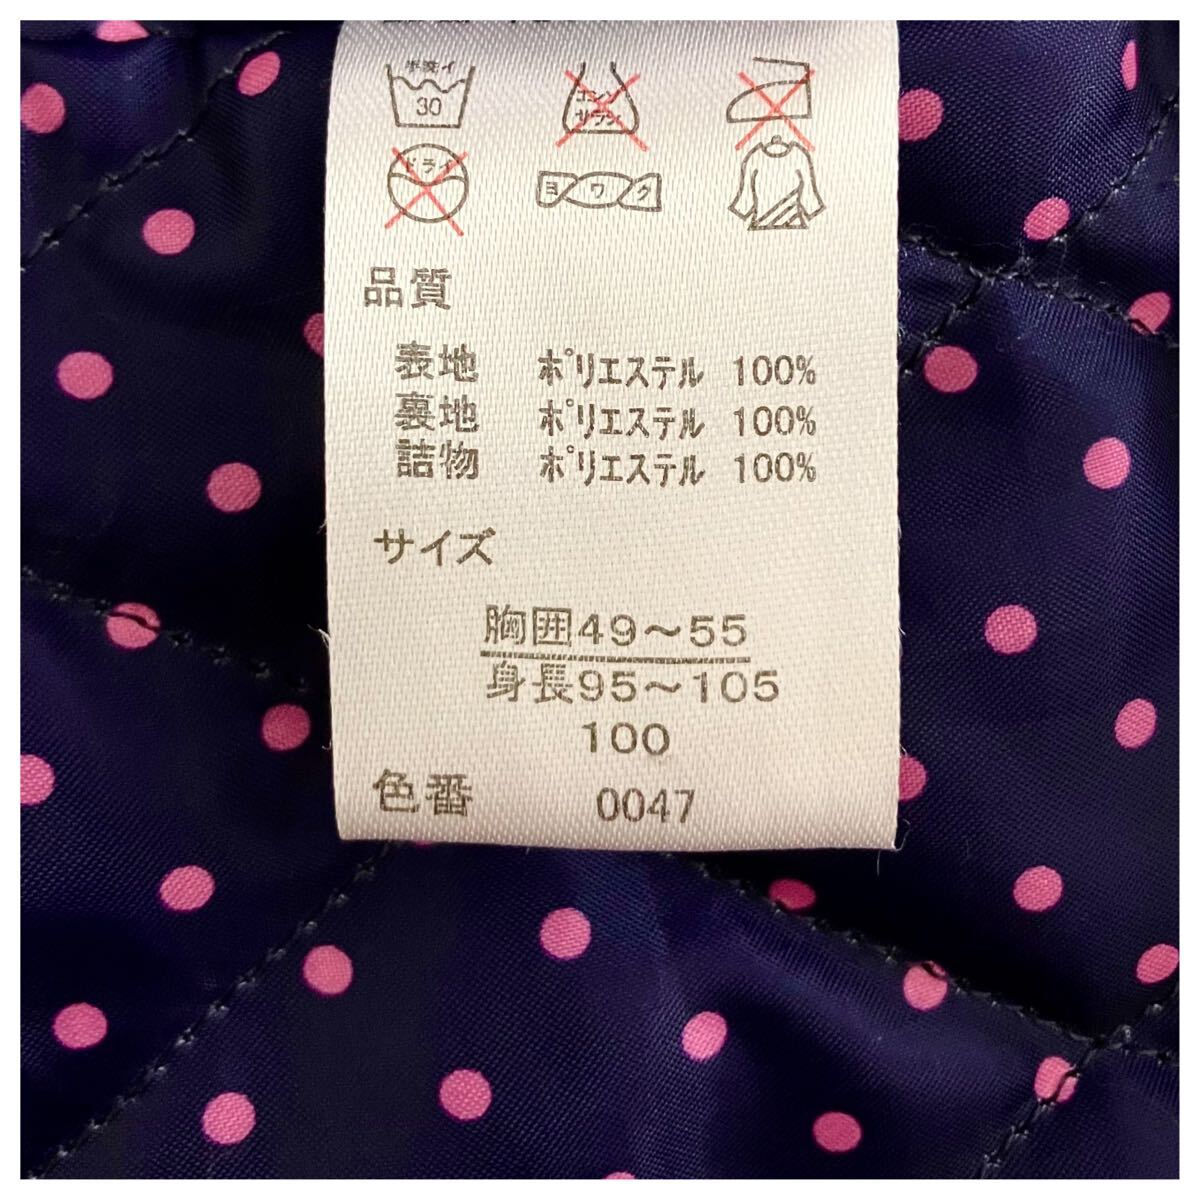 手洗イ
30
エンソ
サラシ
ドライ
ヨワク
品質
表地 ポリエステル 100%
裏地 ポリエステル 100%
詰物 ポリエステル 100%
サイズ
胸囲49～55
身長95～105
100
色番 0047